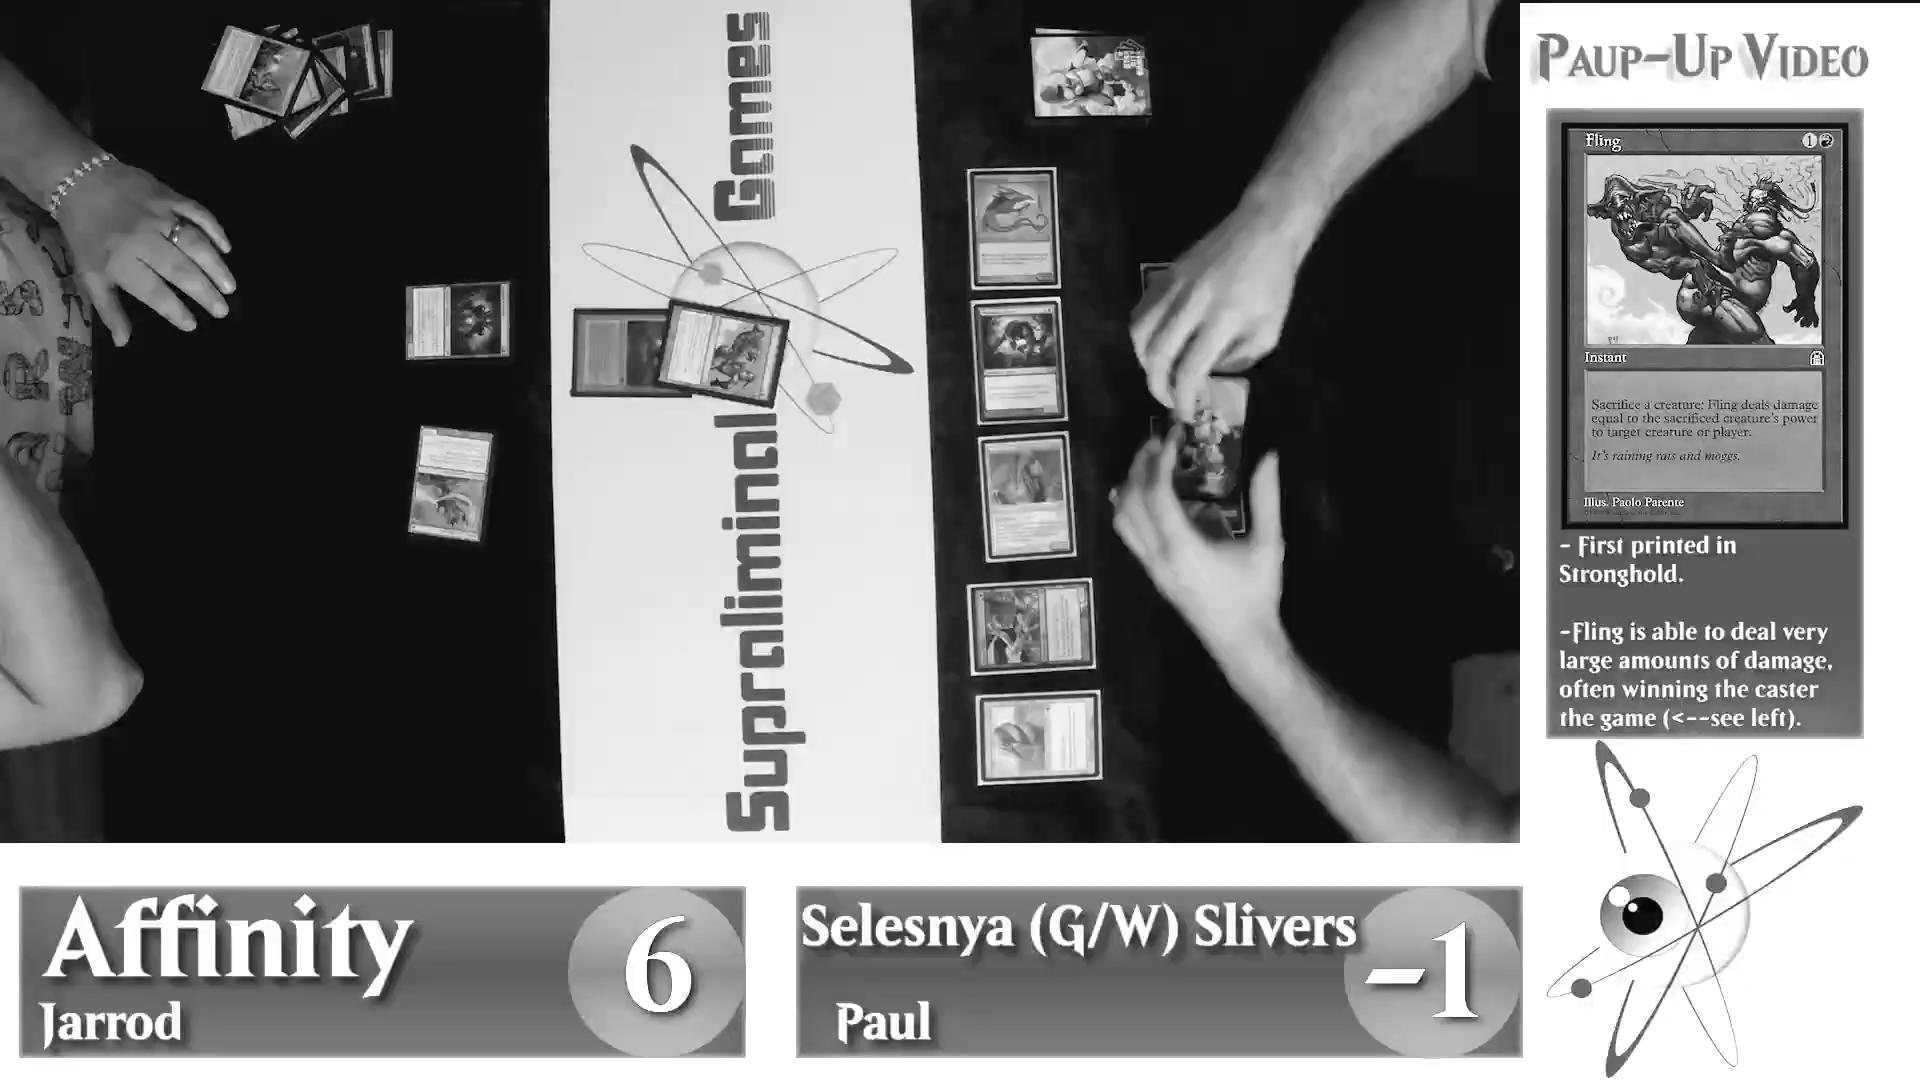 Supraliminal Games
PAUP-UP VIDEO
Fling 1
Instant
Sacrifice a creature: Fling deals damage
equal to the sacrificed creature's power
to target creature or player.
It's raining rats and moggs.
Illus. Paolo Parente
- First printed in
Stronghold.
-Fling is able to deal very
large amounts of damage,
often winning the caster
the game (<--see left).
Affinity
6
Jarrod
Selesnya (G/W) Slivers
-1
Paul